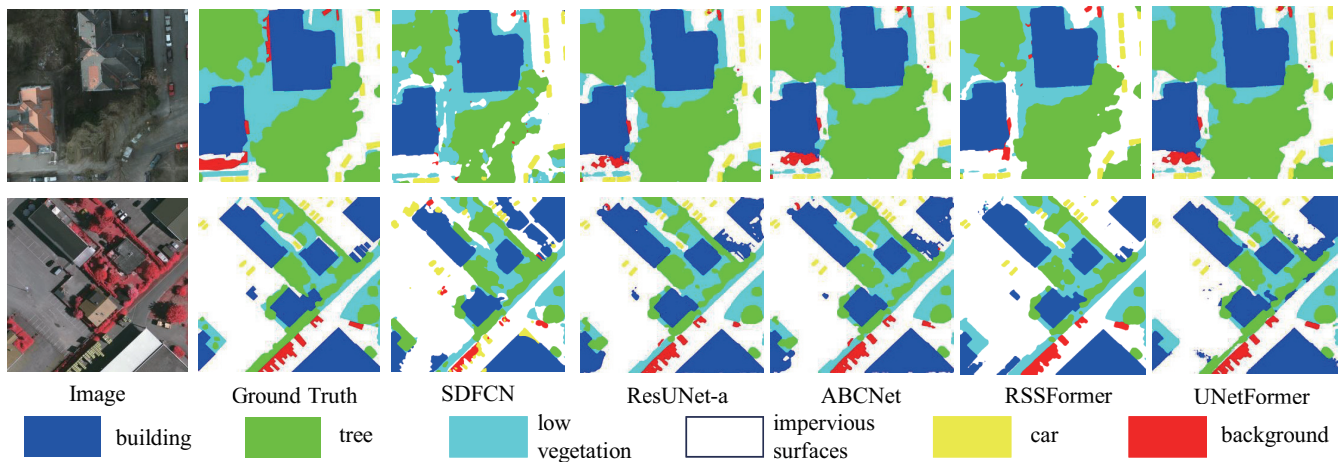 Image Ground Truth SDFCN ResUNet-a ABCNet RSSFormer UNetFormer
building tree low vegetation impervious surfaces car background